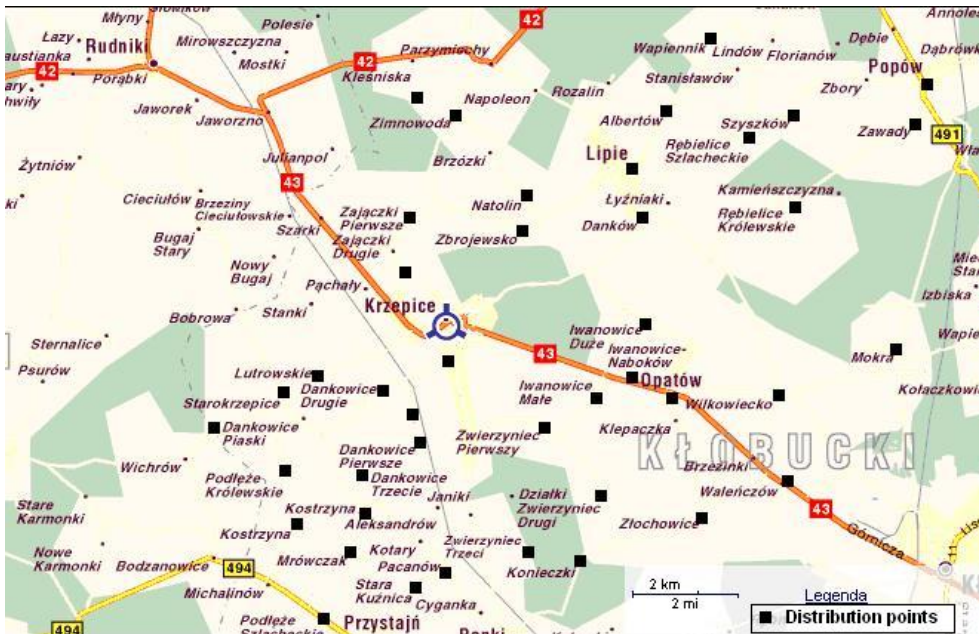 Młyny
Polesie
42
Dębie
Łazy
Rudniki
Mirowszczyzna
Mostki
43
42
Parzymiechy
Kleśniska
Wapiennik
Lindów
Florianów
Stanisławów
Popów
Zbory
42
Porąbki
Jaworek
Jaworzno
Napoleon
Rozalin
Zimnowoda
Albertów
Szyszków
Rębielice
Szlacheckie
Zawady
491
Żytniów
Julianpol
Brzózki
Lipie
43
Cieciułów
Brzeziny
Cieciułowskie
Szarki
Zajączki
Pierwsze
Natolin
Łyźniaki
Kamieńszczyzna
Danków
Rębielice
Królewskie
Bugaj
Stary
Zajączki
Drugie
Zbrojewsko
Nowy
Bugaj
Pąchały
Krzepice
Izbiska
Bobrowa
Stanki
Sternalice
Psurów
Iwanowice
Duże
Iwanowice-
Naboków
43
Mokra
Lutrowskie
Dankowice
Drugie
Starokrzepice
Iwanowice
Małe
Opatów
Wilkowiecko
Dankowice
Piaski
Klepaczka
Zwierzyniec
Pierwszy
KŁOBUCKI
Dankowice
Pierwsze
Wichrów
Podłęże
Królewskie
Dankowice
Trzecie
Brzezinki
Waleńczów
Stare
Karmonki
Janiki
Działki
Zwierzyniec
Drugi
Kostrzyna
Aleksandrów
Kostrzyna
Złochowice
43
Górnicza
11
Nowe
Karmonki
Bodzanowice
494
Mrówczak
Kotary
Pacanów
Zwierzyniec
Trzeci
Konieczki
Michalinów
Stara
Kuźnica
Cyganka
2 km
2 mi
Legenda
Distribution points
494
Podłęże
Szlacheckie
Przystajń